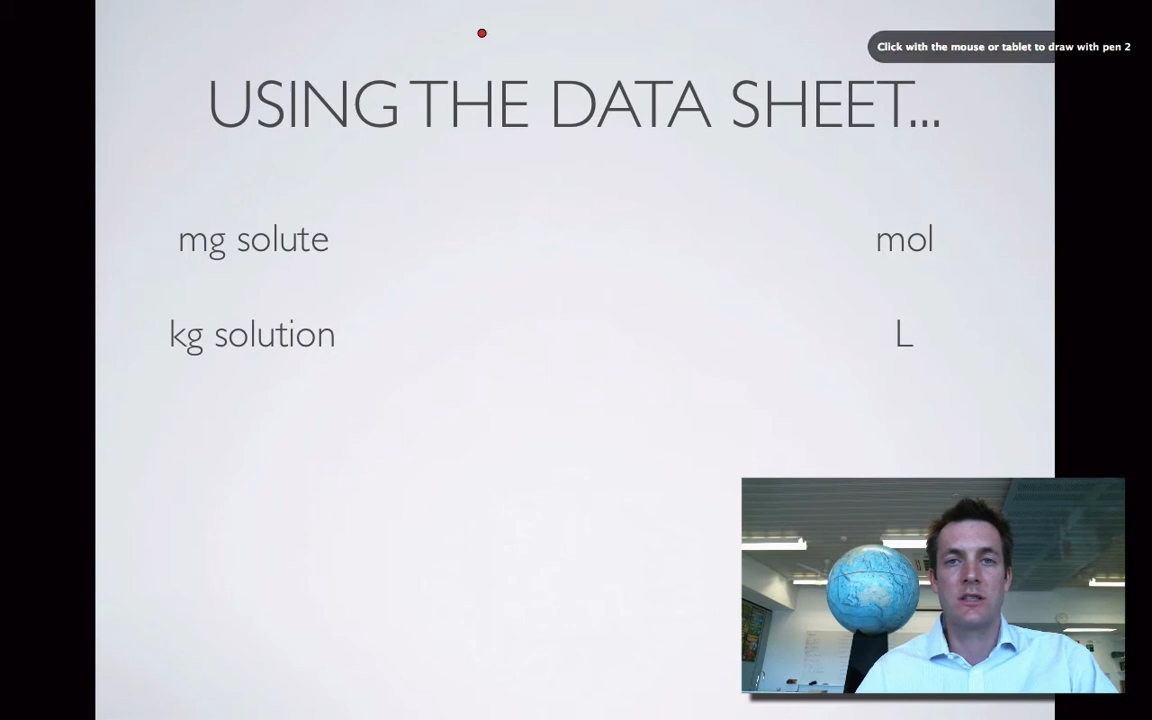 Click with the mouse or tablet to draw with pen 2
USING THE DATA SHEET...
mg solute
mol
kg solution
L